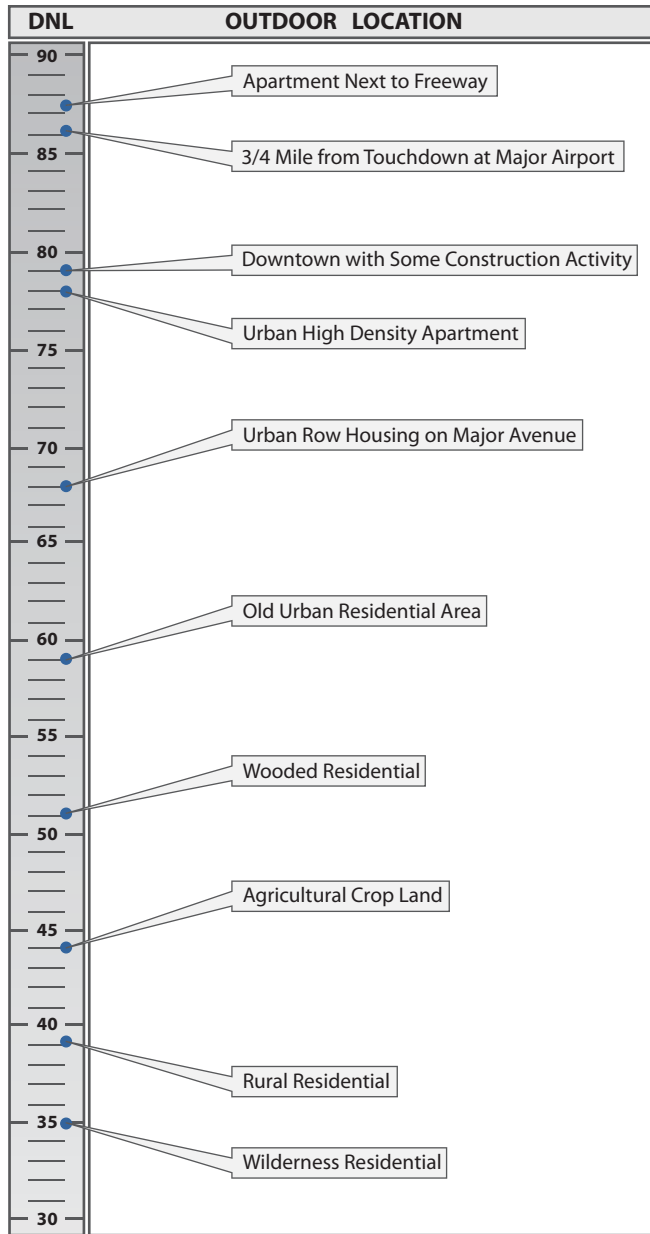 DNL OUTDOOR LOCATION
90
Apartment Next to Freeway
3/4 Mile from Touchdown at Major Airport
85
80
Downtown with Some Construction Activity
Urban High Density Apartment
75
Urban Row Housing on Major Avenue
70
65
Old Urban Residential Area
60
55
Wooded Residential
50
Agricultural Crop Land
45
40
Rural Residential
35
Wilderness Residential
30